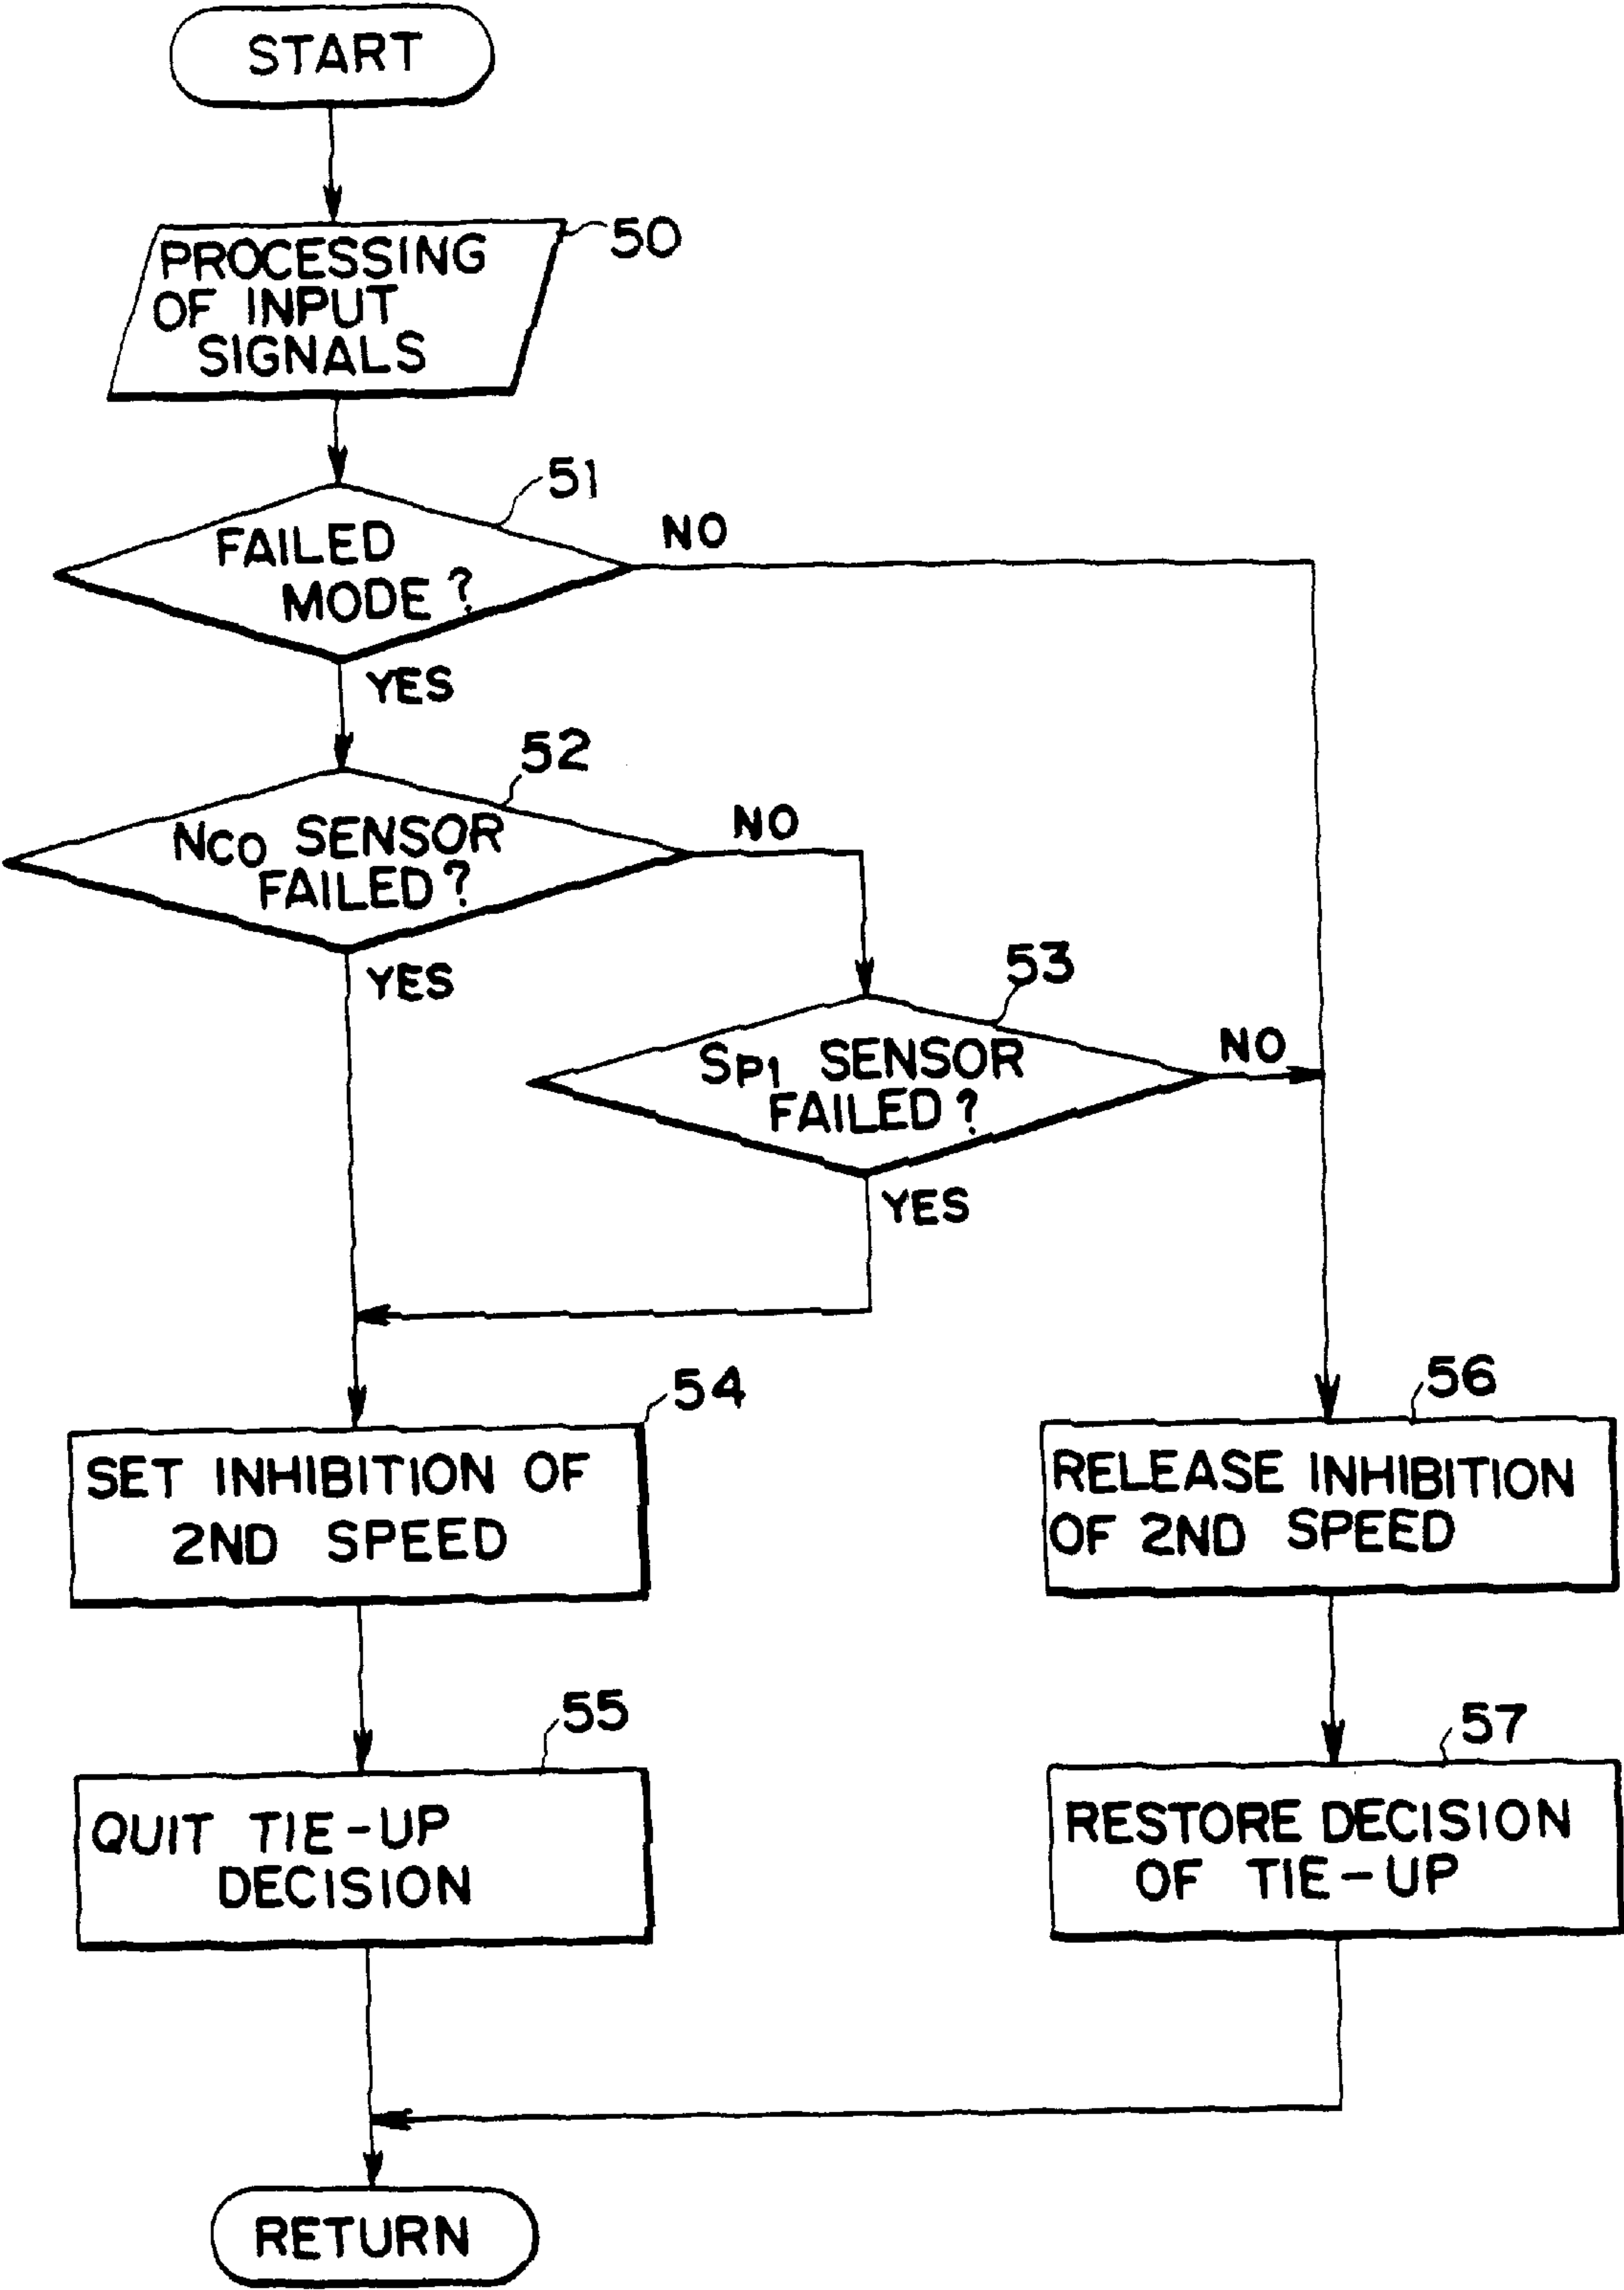 START
PROCESSING
OF INPUT
SIGNALS
50
51
FAILED
MODE?
NO
YES
52
NCO SENSOR
FAILED?
NO
YES
53
SP1 SENSOR
FAILED?
NO
YES
54
SET INHIBITION OF
2ND SPEED
56
RELEASE INHIBITION
OF 2ND SPEED
55
QUIT TIE-UP
DECISION
57
RESTORE DECISION
OF TIE-UP
RETURN